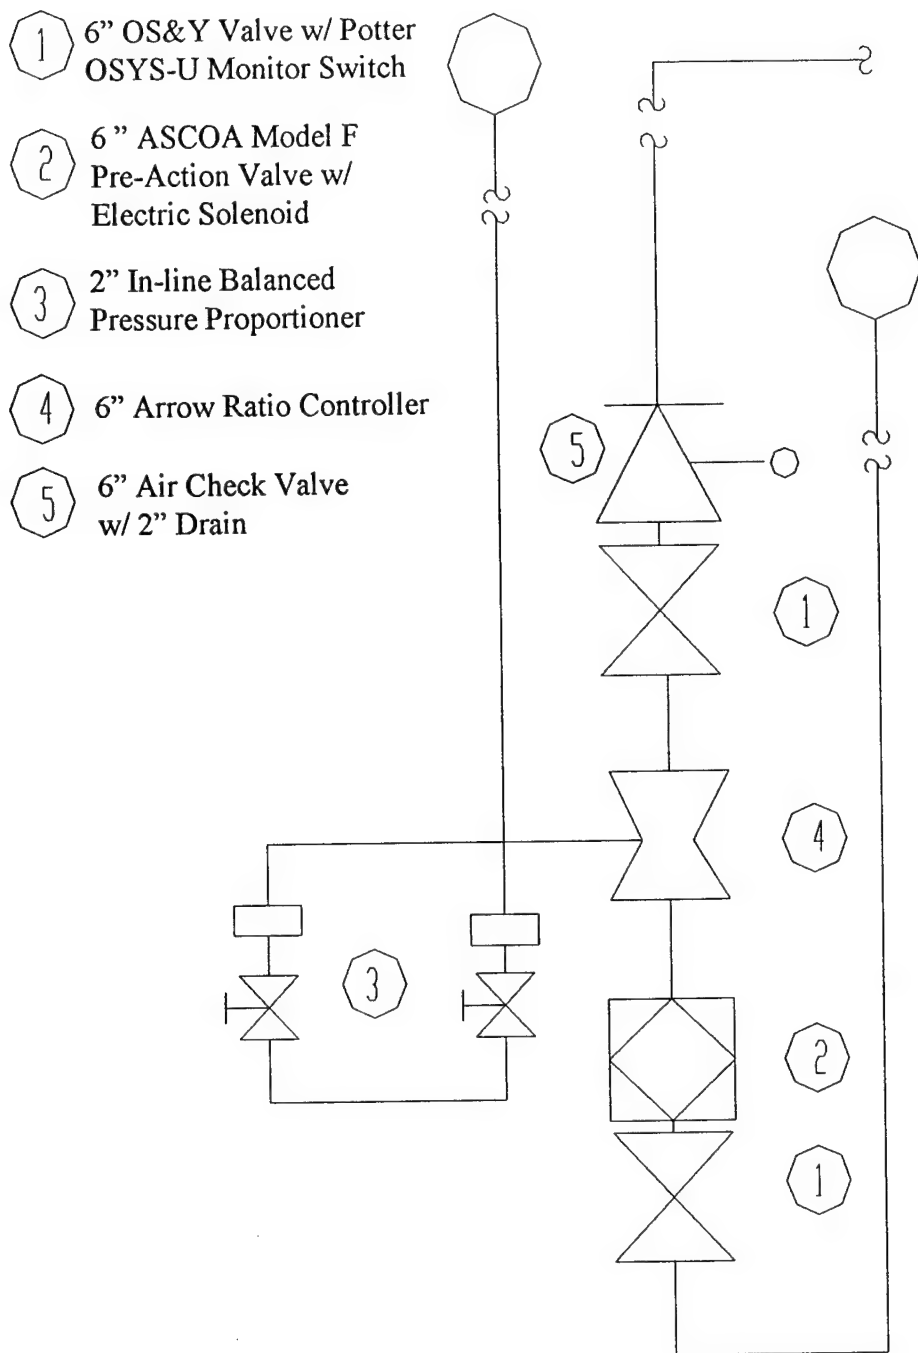 1 6” OS&Y Valve w/ Potter
OSYS-U Monitor Switch
2 6 ” ASCOA Model F
Pre-Action Valve w/
Electric Solenoid
3 2” In-line Balanced
Pressure Proportioner
4 6” Arrow Ratio Controller
5 6” Air Check Valve
w/ 2” Drain
5
1
4
3
2
1